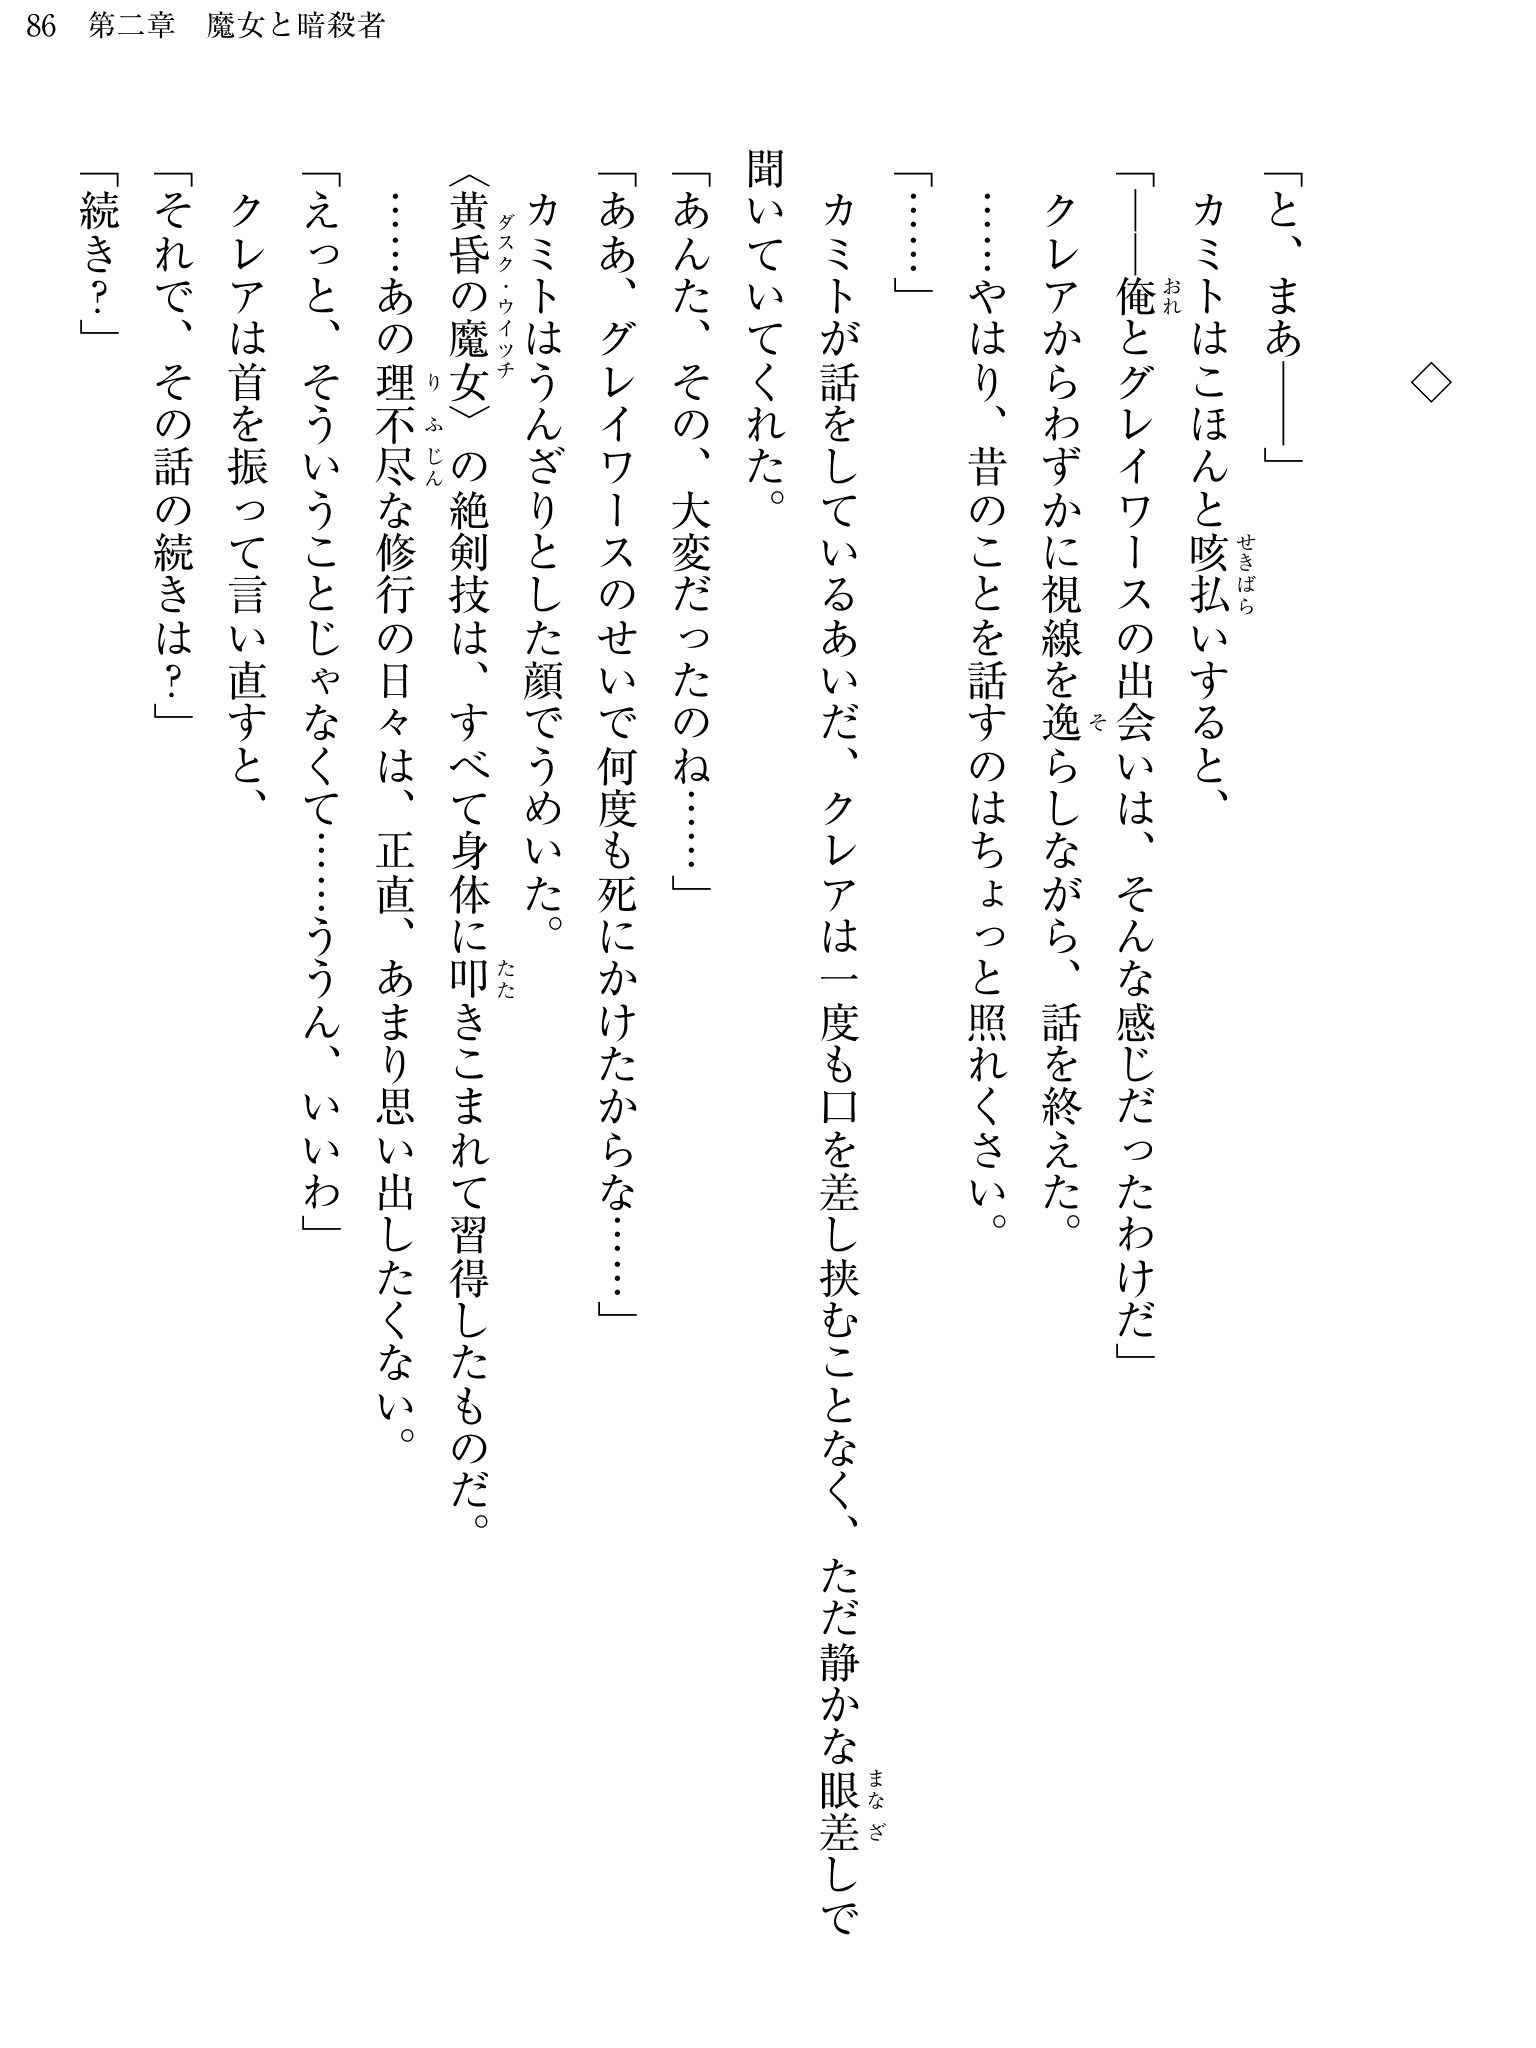 86　第二章　魔女と暗殺者
◇
「と、まあ――」
　カミトはこほんと咳払いすると、
「――俺とグレイワースの出会いは、そんな感じだったわけだ」
　クレアからわずかに視線を逸らしながら、話を終えた。
　……やはり、昔のことを話すのはちょっと照れくさい。
「……」
　カミトが話をしているあいだ、クレアは一度も口を差し挟むことなく、ただ静かな眼差しで
聞いていてくれた。
「あんた、その、大変だったのね……」
「ああ、グレイワースのせいで何度も死にかけたからな……」
　カミトはうんざりとした顔でうめいた。
〈黄昏の魔女〉の絶剣技は、すべて身体に叩きこまれて習得したものだ。
　……あの理不尽な修行の日々は、正直、あまり思い出したくない。
「えっと、そういうことじゃなくて……ううん、いいわ」
　クレアは首を振って言い直すと、
「それで、その話の続きは?」
「続き?」